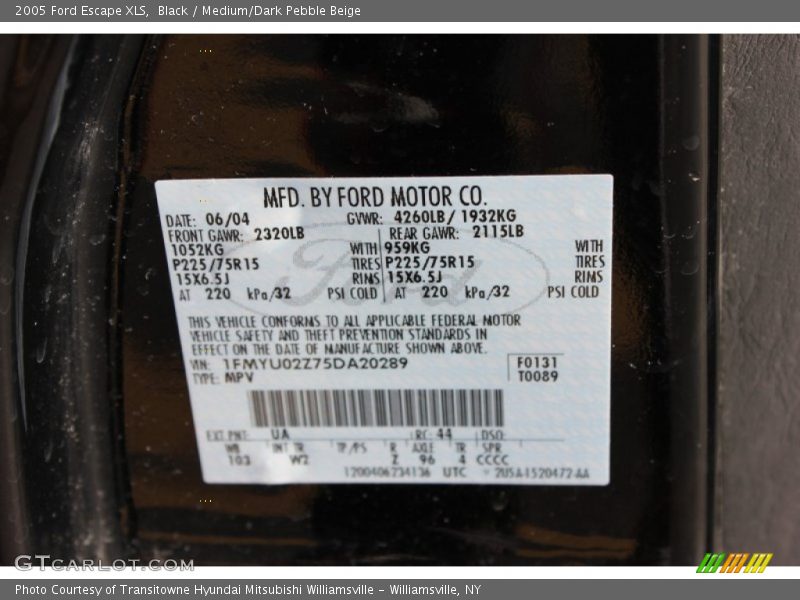 2005 Ford Escape XLS, Black / Medium/Dark Pebble Beige
MFD. BY FORD MOTOR CO.
DATE: 06/04 GVWR: 4260LB/ 1932KG
FRONT GAWR: 2320LB REAR GAWR: 2115LB
1052KG WITH 959KG WITH
P225/75R15 TIRES P225/75R15 TIRES
15X6.5J RIMS 15X6.5J RIMS
AT 220 kPa/32 PSI COLD AT 220 kPa/32 PSI COLD
THIS VEHICLE CONFORMS TO ALL APPLICABLE FEDERAL MOTOR
VEHICLE SAFETY AND THEFT PREVENTION STANDARDS IN
EFFECT ON THE DATE OF MANUFACTURE SHOWN ABOVE.
VIN: 1FMYU02Z75DA20289 F0131
TYPE: MPV T0089
EXT PNT: UA RC: 44 DSO:
WB INT TR TP/PS R AXLE TR SPR
103 W2 Z 96 4 CCCC
1200406234136 UTC 2U5A-1520472-AA
Ford
GTCARLOT.COM
Photo Courtesy of Transitowne Hyundai Mitsubishi Williamsville – Williamsville, NY